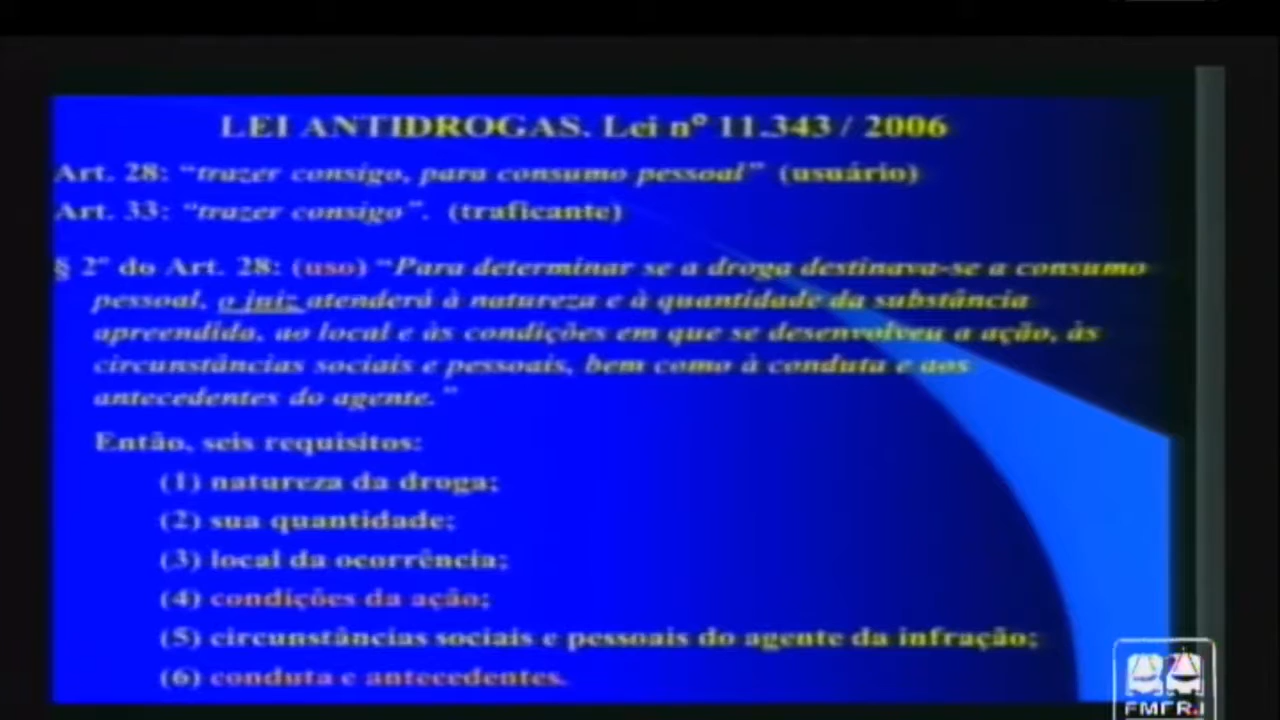 LEI ANTIDROGAS. Lei nº 11.343 / 2006
Art. 28: “trazer consigo, para consumo pessoal” (usuário)
Art. 33: “trazer consigo”. (traficante)
§ 2º do Art. 28: (uso) “Para determinar se a droga destinava-se a consumo
pessoal, o juiz atenderá à natureza e à quantidade da substância
apreendida, ao local e às condições em que se desenvolveu a ação, às
circunstâncias sociais e pessoais, bem como à conduta e aos
antecedentes do agente.”
Então, seis requisitos:
(1) natureza da droga;
(2) sua quantidade;
(3) local da ocorrência;
(4) condições da ação;
(5) circunstâncias sociais e pessoais do agente da infração;
(6) conduta e antecedentes.
EMERJ